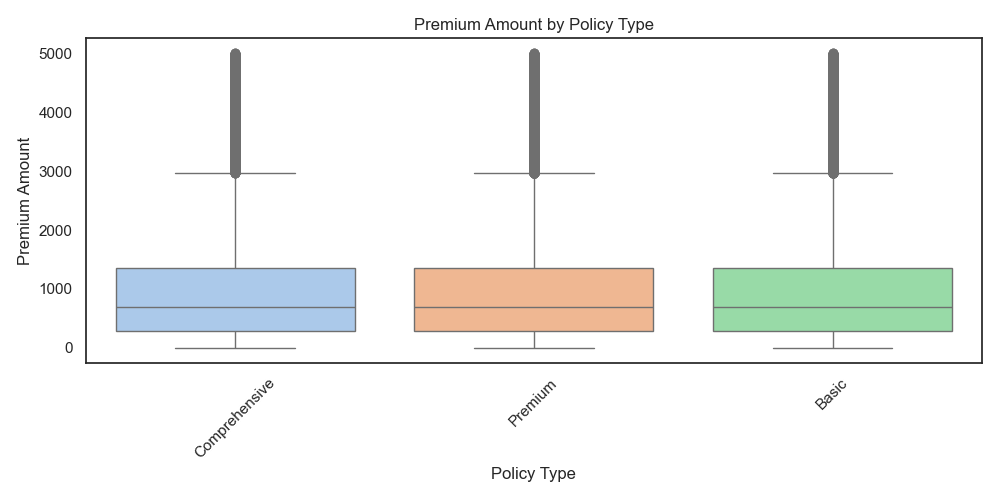 Premium Amount by Policy Type
Premium Amount
5000
4000
3000
2000
1000
0
Comprehensive
Premium
Basic
Policy Type